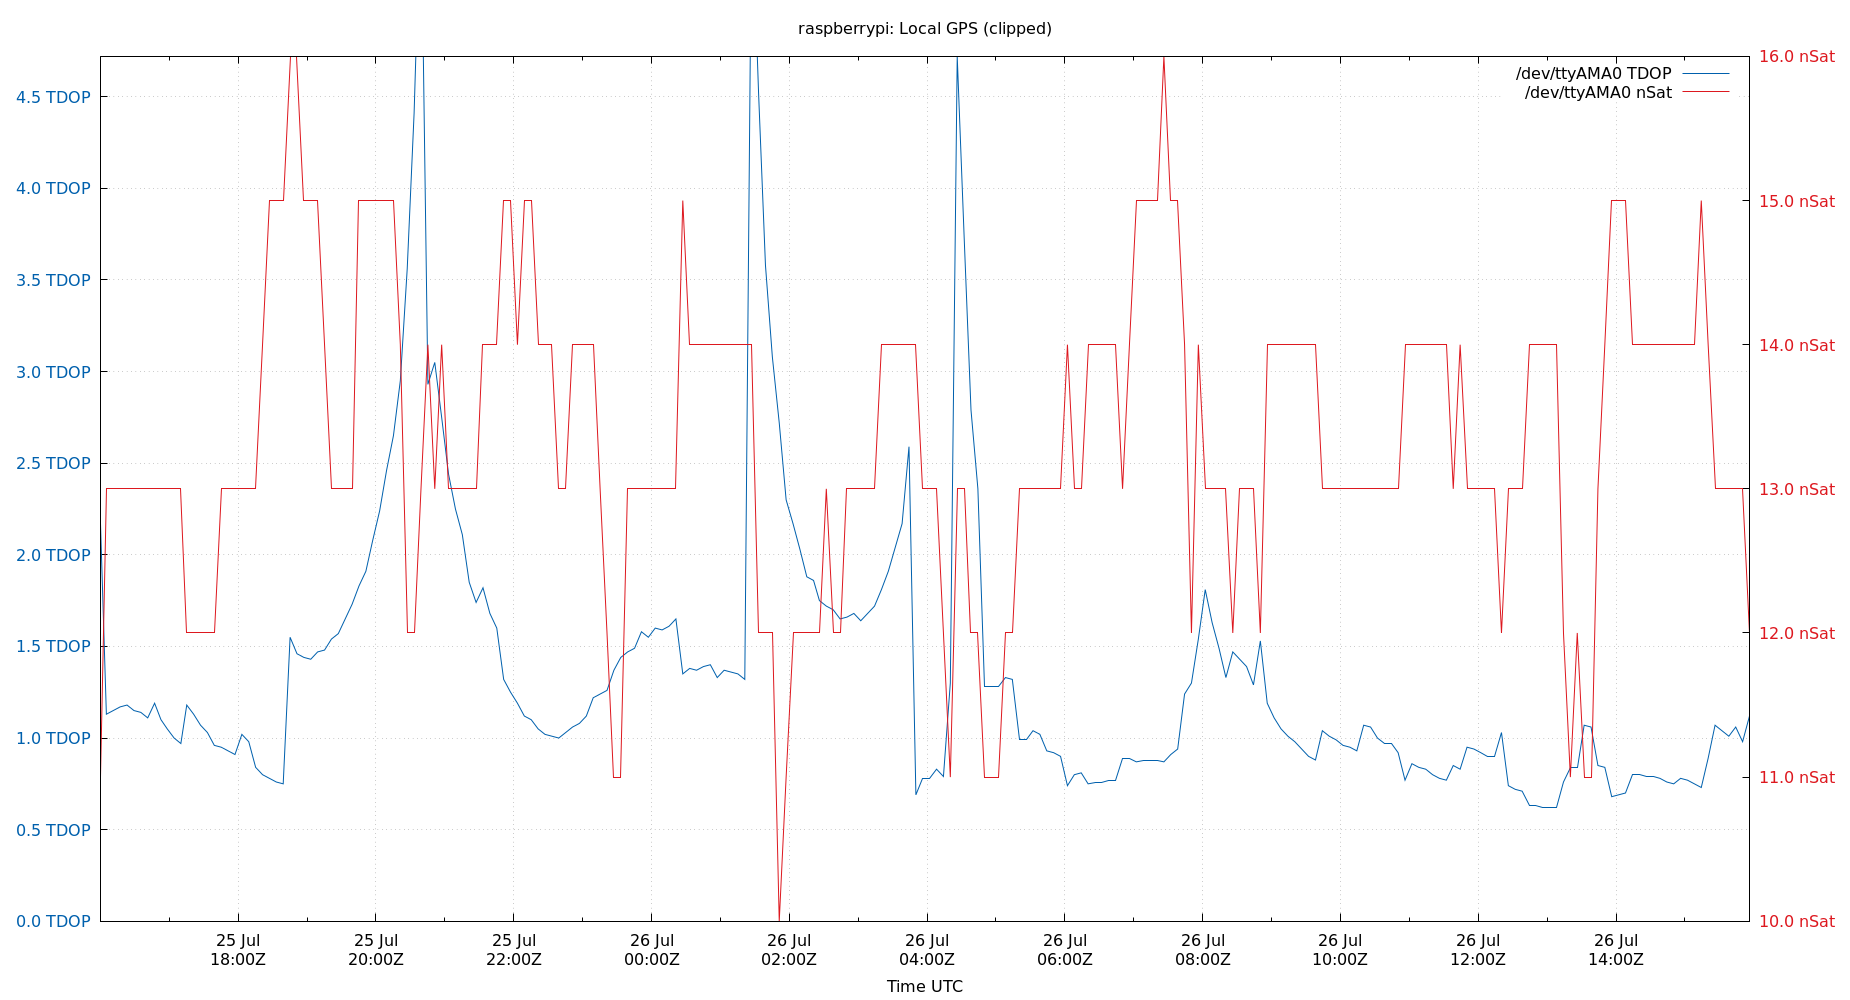 raspberrypi: Local GPS (clipped)
/dev/ttyAMA0 TDOP
/dev/ttyAMA0 nSat
4.5 TDOP
4.0 TDOP
3.5 TDOP
3.0 TDOP
2.5 TDOP
2.0 TDOP
1.5 TDOP
1.0 TDOP
0.5 TDOP
0.0 TDOP
16.0 nSat
15.0 nSat
14.0 nSat
13.0 nSat
12.0 nSat
11.0 nSat
10.0 nSat
25 Jul
18:00Z
25 Jul
20:00Z
25 Jul
22:00Z
26 Jul
00:00Z
26 Jul
02:00Z
26 Jul
04:00Z
26 Jul
06:00Z
26 Jul
08:00Z
26 Jul
10:00Z
26 Jul
12:00Z
26 Jul
14:00Z
Time UTC